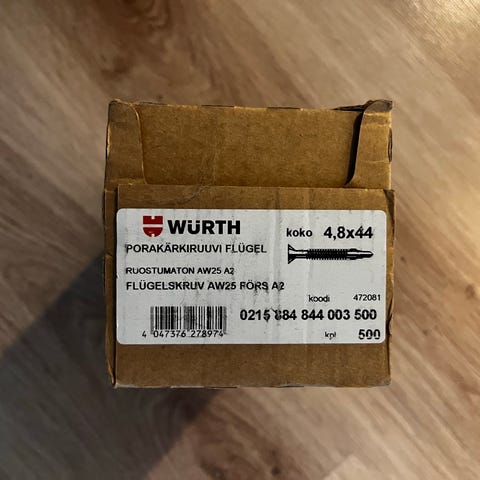 WÜRTH
koko 4,8x44
PORAKÄRKIRUUVI FLÜGEL
RUOSTUMATON AW25 A2
FLÜGELSKRUV AW25 FÖRS A2
koodi 472081
0215 884 844 003 500
4 047376 278974
kpl 500